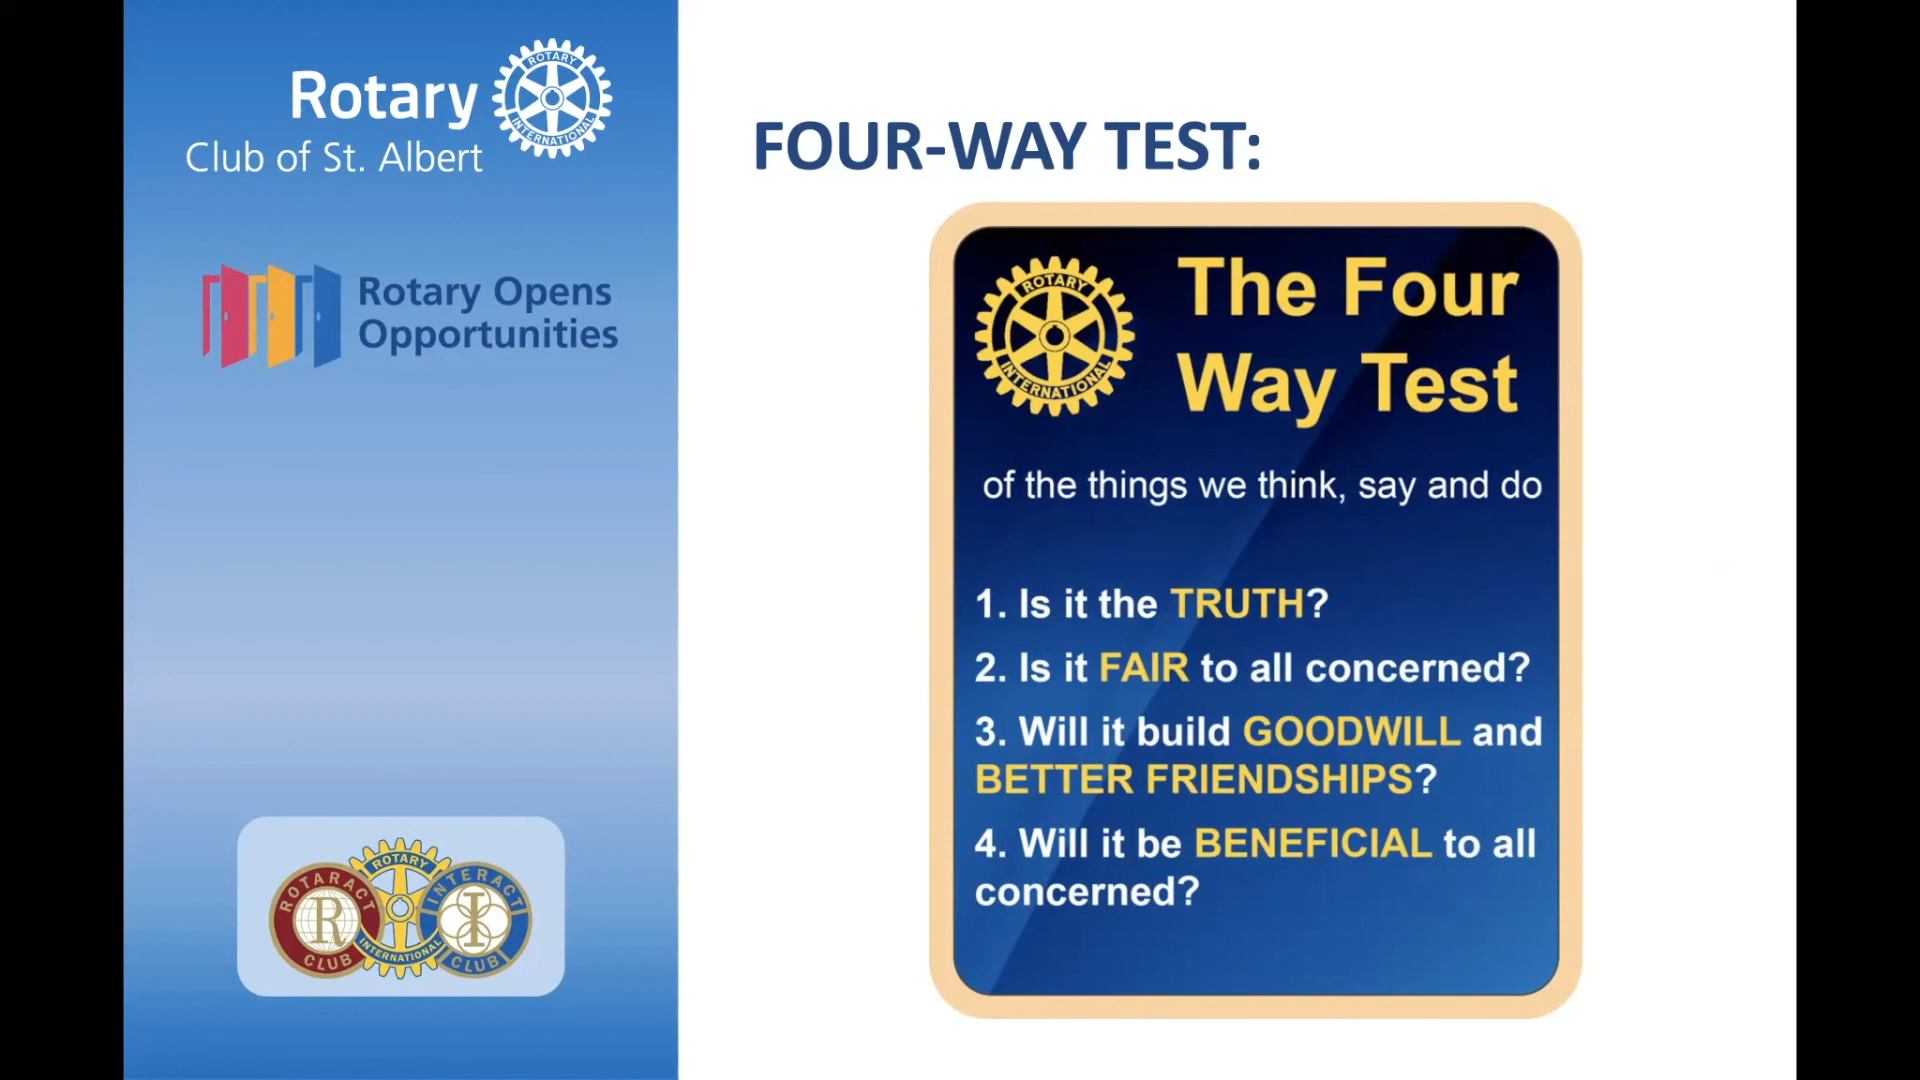 Rotary
ROTARY
INTERNATIONAL
Club of St. Albert
Rotary Opens
Opportunities
ROTARACT
R
CLUB
ROTARY
INTERNATIONAL
INTERACT
I
CLUB
FOUR-WAY TEST:
ROTARY
INTERNATIONAL
The Four
Way Test
of the things we think, say and do
1. Is it the TRUTH?
2. Is it FAIR to all concerned?
3. Will it build GOODWILL and
BETTER FRIENDSHIPS?
4. Will it be BENEFICIAL to all
concerned?